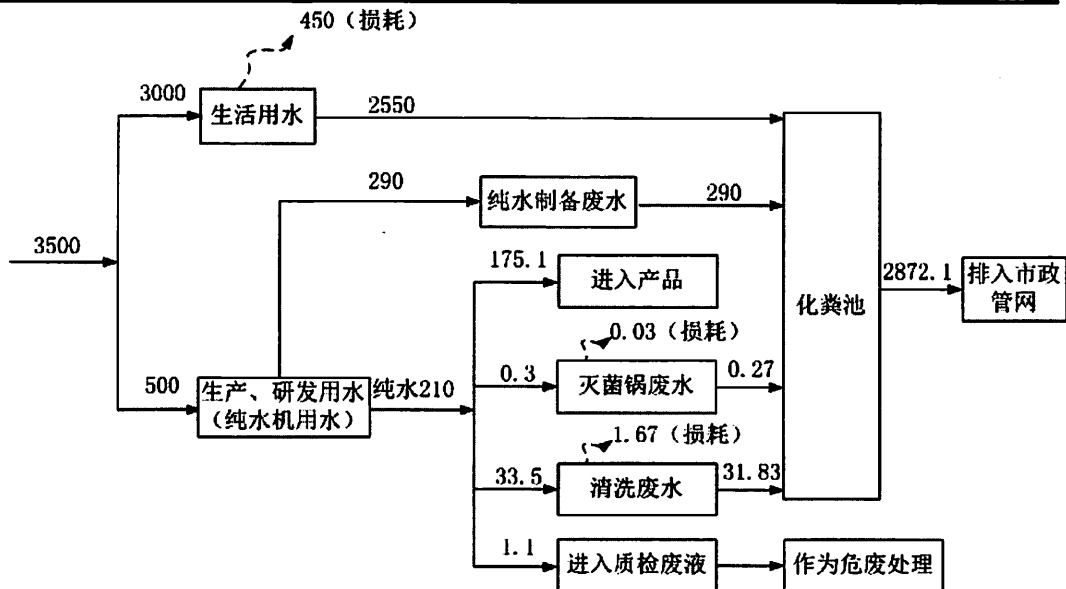 450（损耗）
3000
生活用水
2550
290
纯水制备废水
290
3500
175.1
进入产品
化粪池
2872.1
排入市政
管网
0.03（损耗）
500
生产、研发用水
（纯水机用水）
纯水210
0.3
灭菌锅废水
0.27
1.67（损耗）
33.5
清洗废水
31.83
1.1
进入质检废液
作为危废处理